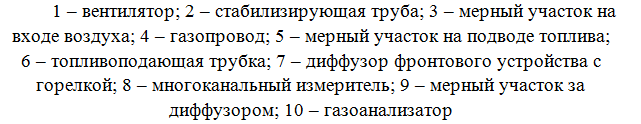 1 – вентилятор; 2 – стабилизирующая труба; 3 – мерный участок на
входе воздуха; 4 – газопровод; 5 – мерный участок на подводе топлива;
6 – топливоподающая трубка; 7 – диффузор фронтового устройства с
горелкой; 8 – многоканальный измеритель; 9 – мерный участок за
диффузором; 10 – газоанализатор